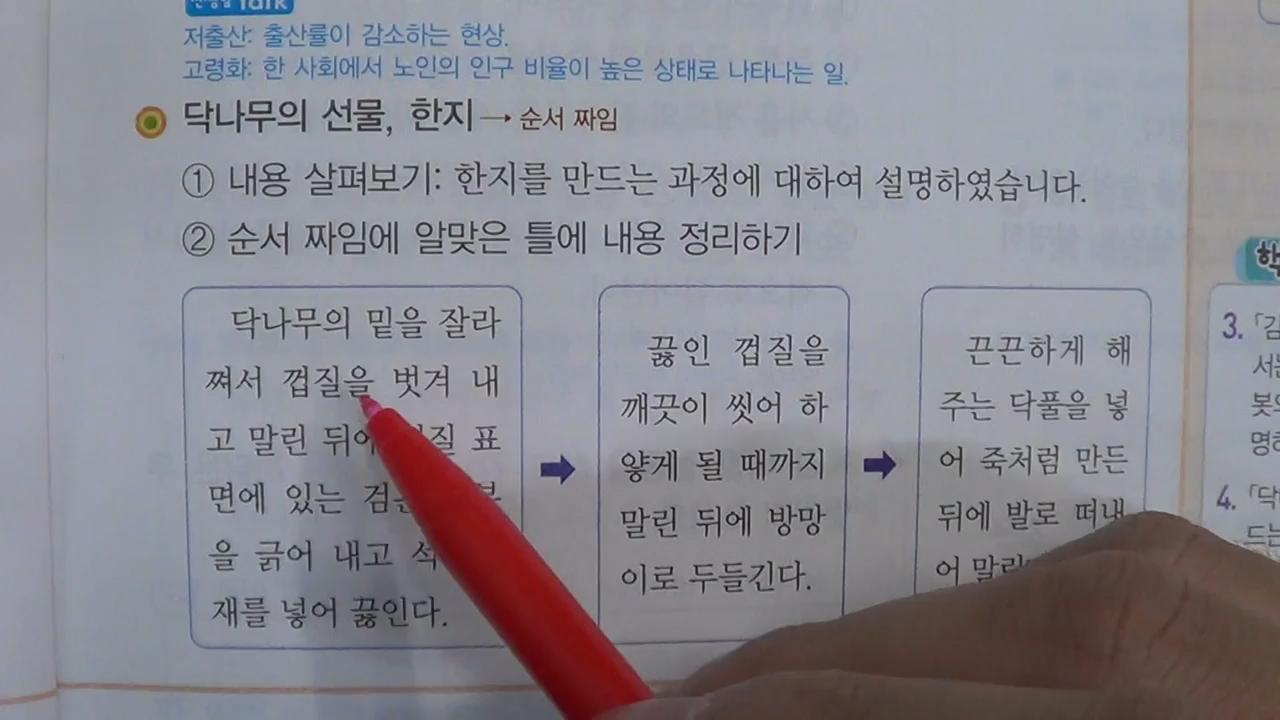 Talk
저출산: 출산률이 감소하는 현상.
고령화: 한 사회에서 노인의 인구 비율이 높은 상태로 나타나는 일.
닥나무의 선물, 한지 → 순서 짜임
① 내용 살펴보기: 한지를 만드는 과정에 대하여 설명하였습니다.
② 순서 짜임에 알맞은 틀에 내용 정리하기
닥나무의 밑을 잘라
쪄서 껍질을 벗겨 내
고 말린 뒤에 표
면에 있는
을 긁어 내고
재를 넣어 끓인다.
끓인 껍질을
깨끗이 씻어 하
얗게 될 때까지
말린 뒤에 방망
이로 두들긴다.
끈끈하게 해
주는 닥풀을 넣
어 죽처럼 만든
뒤에 발로 떠내
어
3.
4.